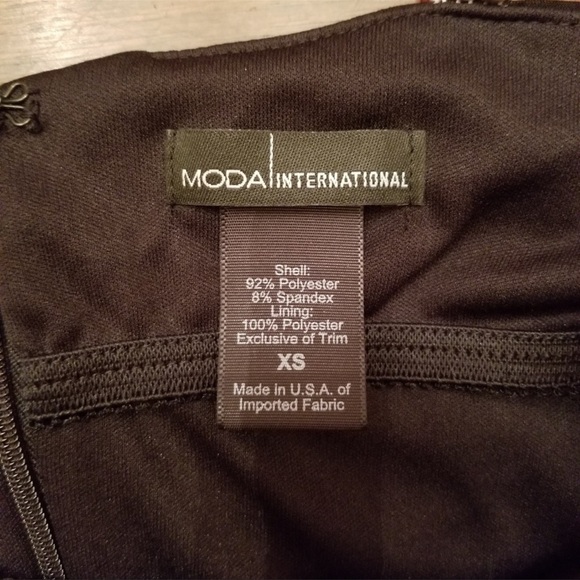 MODA INTERNATIONAL
Shell:
92% Polyester
8% Spandex
Lining:
100% Polyester
Exclusive of Trim
XS
Made in U.S.A. of
Imported Fabric